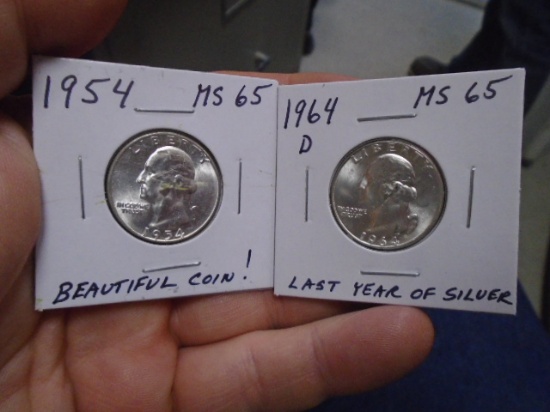 1954 MS 65
LIBERTY
IN GOD WE
TRUST
1954
BEAUTIFUL COIN!
1964 MS 65
D
LIBERTY
IN GOD WE
TRUST
1964
LAST YEAR OF SILVER